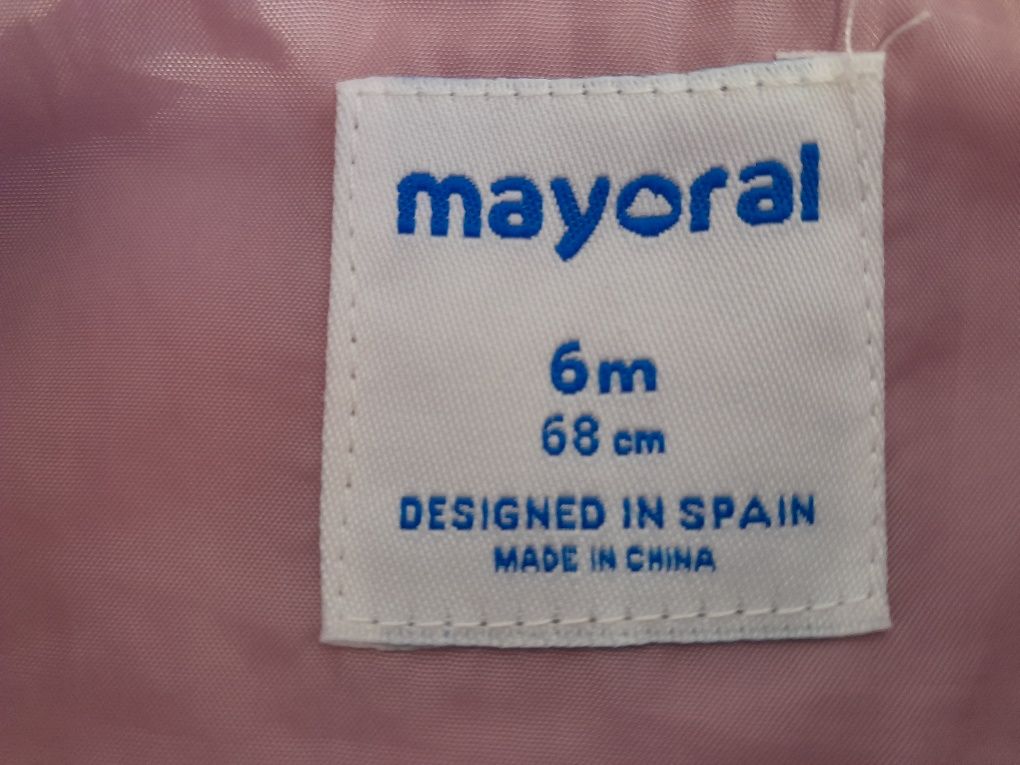 mayoral
6m
68 cm
DESIGNED IN SPAIN
MADE IN CHINA